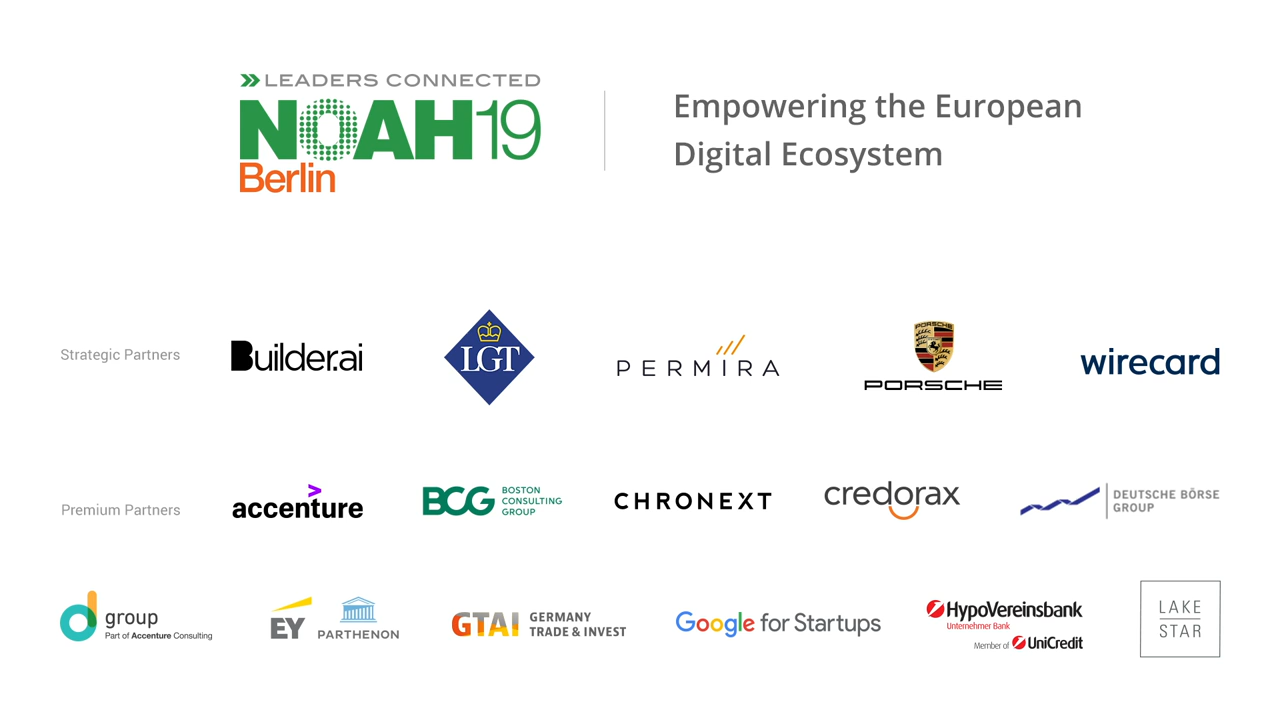 LEADERS CONNECTED
NOAH19
Berlin
Empowering the European
Digital Ecosystem
Strategic Partners
Builder.ai
LGT
PERMIRA
PORSCHE
PORSCHE
wirecard
Premium Partners
accenture
BCG
BOSTON
CONSULTING
GROUP
CHRONEXT
credorax
DEUTSCHE BÖRSE
GROUP
d group
Part of Accenture Consulting
EY
PARTHENON
GTAI
GERMANY
TRADE & INVEST
Google for Startups
HypoVereinsbank
Unternehmer Bank
Member of UniCredit
LAKE
STAR